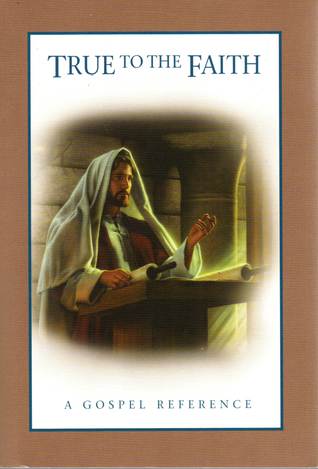 TRUE TO THE FAITH
A GOSPEL REFERENCE